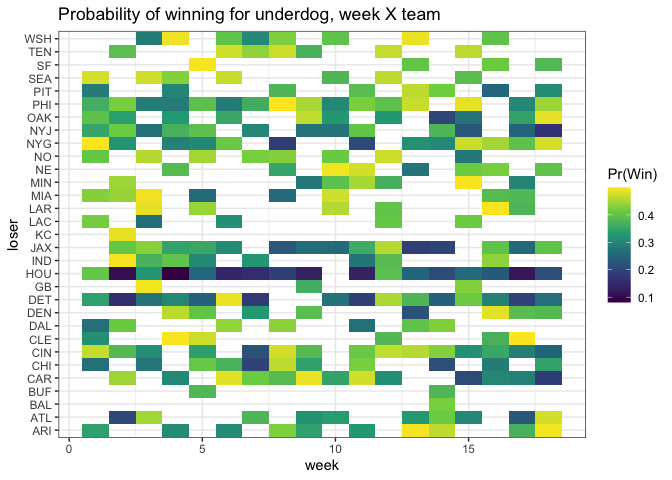 Probability of winning for underdog, week X team
WSH
TEN
SF
SEA
PIT
PHI
OAK
NYJ
NYG
NO
NE
MIN
MIA
LAR
LAC
KC
JAX
IND
HOU
GB
DET
DEN
DAL
CLE
CIN
CHI
CAR
BUF
BAL
ATL
ARI
loser
0 5 10 15
week
Pr(Win)
0.4
0.3
0.2
0.1